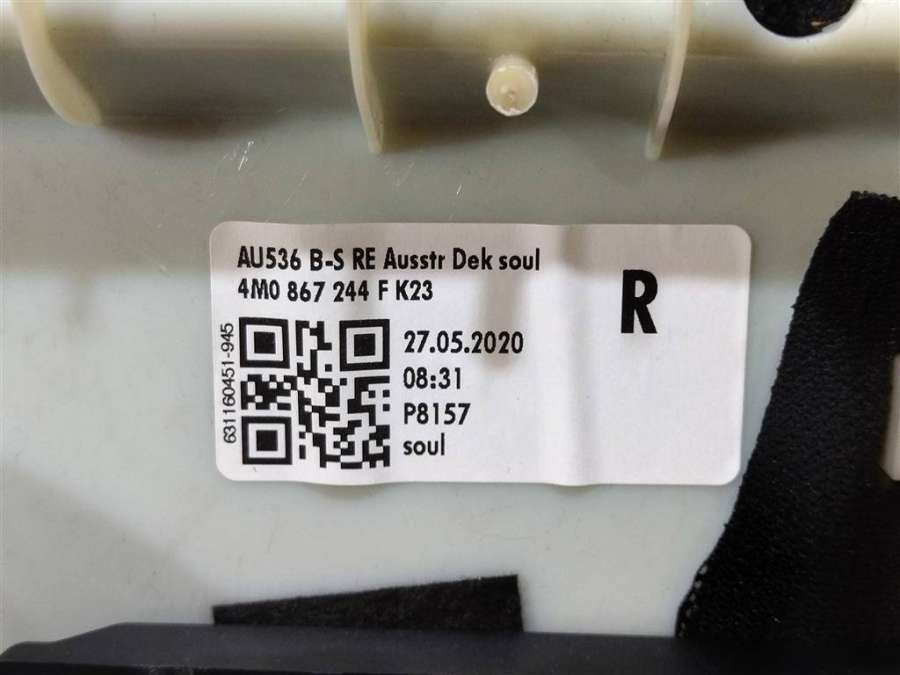 AU536 B-S RE Ausstr Dek soul
4M0 867 244 F K23
R
631160451-945
27.05.2020
08:31
P8157
soul